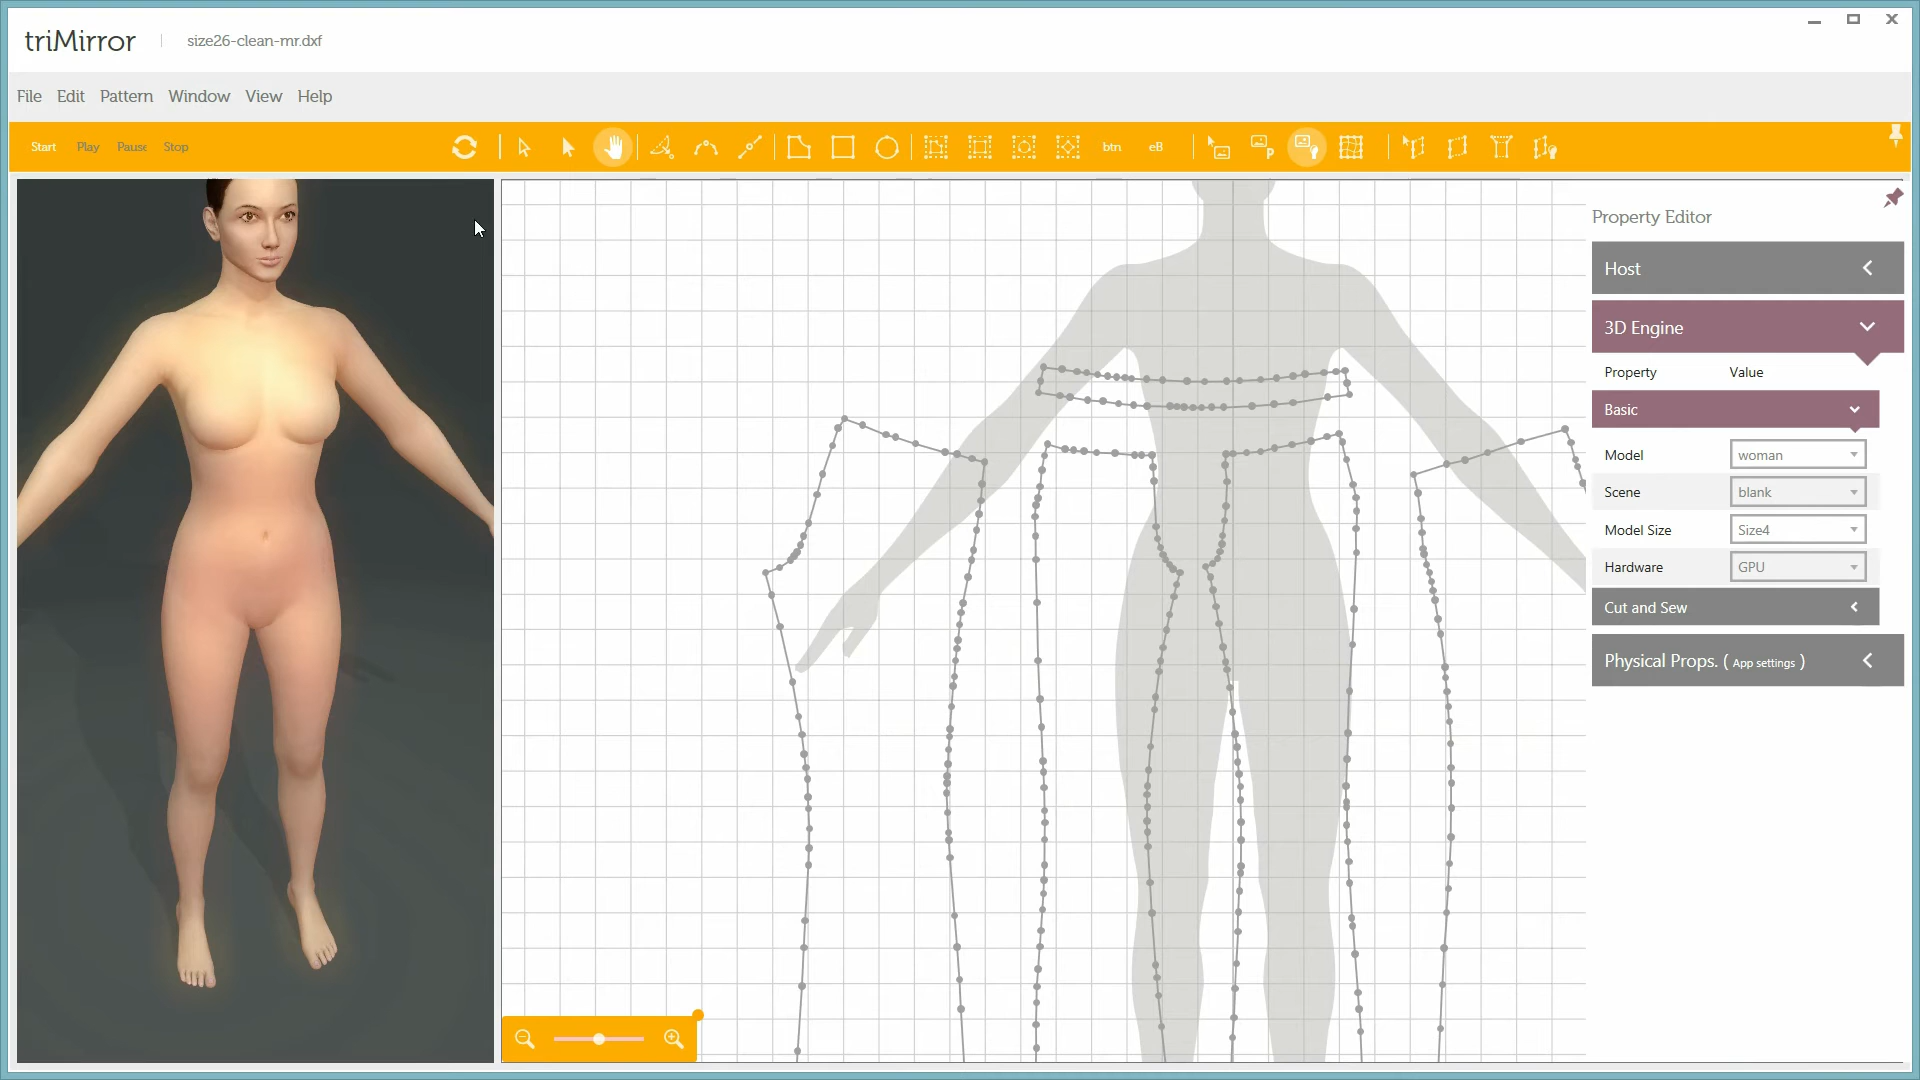 triMirror
size26-clean-mr.dxf
File Edit Pattern Window View Help
Start Play Pause Stop
btn eB
P
Property Editor
Host
3D Engine
Property Value
Basic
Model woman
Scene blank
Model Size Size4
Hardware GPU
Cut and Sew
Physical Props. ( App settings )